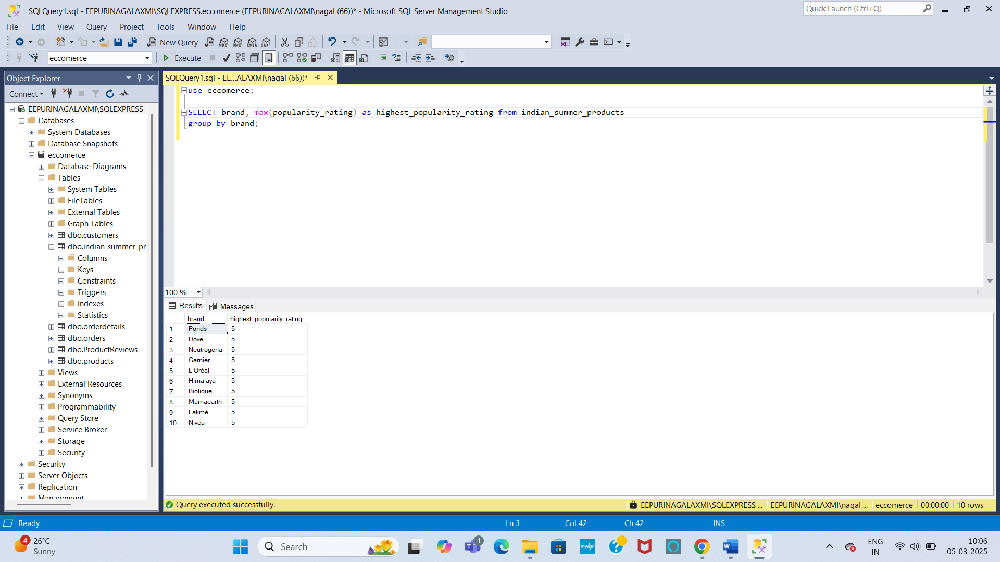 SQLQuery1.sql - EEPURINAGALAXMI\SQLEXPRESS.eccomerce (EEPURINAGALAXMI\nagal (66))* - Microsoft SQL Server Management Studio
Quick Launch (Ctrl+Q)
File Edit View Query Project Tools Window Help
New Query MDX DMX XMLA DAX
eccomerce
Execute
Object Explorer
Connect
EEPURINAGALAXMI\SQLEXPRESS (
Databases
System Databases
Database Snapshots
eccomerce
Database Diagrams
Tables
System Tables
FileTables
External Tables
Graph Tables
dbo.customers
dbo.indian_summer_pr
Columns
Keys
Constraints
Triggers
Indexes
Statistics
dbo.orderdetails
dbo.orders
dbo.ProductReviews
dbo.products
Views
External Resources
Synonyms
Programmability
Query Store
Service Broker
Storage
Security
Security
Server Objects
Replication
Management
SQLQuery1.sql - EE...ALAXMI\nagal (66))*
use eccomerce;
SELECT brand, max(popularity_rating) as highest_popularity_rating from indian_summer_products
group by brand;
100 %
Results Messages
brand highest_popularity_rating
1 Ponds 5
2 Dove 5
3 Neutrogena 5
4 Garnier 5
5 L'Oréal 5
6 Himalaya 5
7 Biotique 5
8 Mamaearth 5
9 Lakmé 5
10 Nivea 5
Query executed successfully. EEPURINAGALAXMI\SQLEXPRESS ... EEPURINAGALAXMI\nagal ... eccomerce 00:00:00 10 rows
Ready Ln 3 Col 42 Ch 42 INS
4 26°C
Sunny
Search
1
myhp
ENG
IN
10:06
05-03-2025